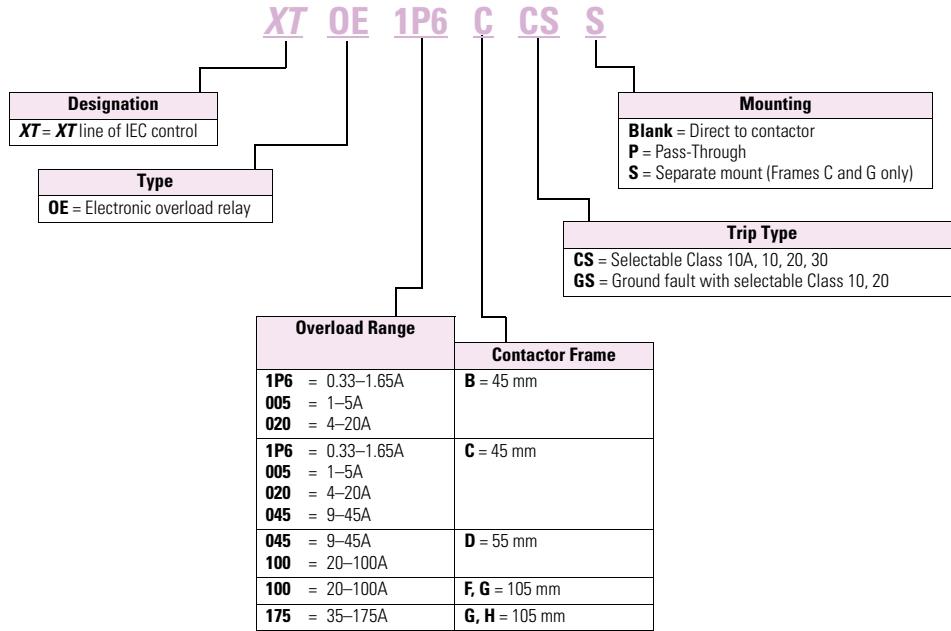 XT OE 1P6 C CS S
Designation
XT = XT line of IEC control
Type
OE = Electronic overload relay
Mounting
Blank = Direct to contactor
P = Pass-Through
S = Separate mount (Frames C and G only)
Trip Type
CS = Selectable Class 10A, 10, 20, 30
GS = Ground fault with selectable Class 10, 20
Overload Range
Contactor Frame
1P6 = 0.33–1.65A B = 45 mm
005 = 1–5A
020 = 4–20A
1P6 = 0.33–1.65A C = 45 mm
005 = 1–5A
020 = 4–20A
045 = 9–45A
045 = 9–45A D = 55 mm
100 = 20–100A
100 = 20–100A F, G = 105 mm
175 = 35–175A G, H = 105 mm